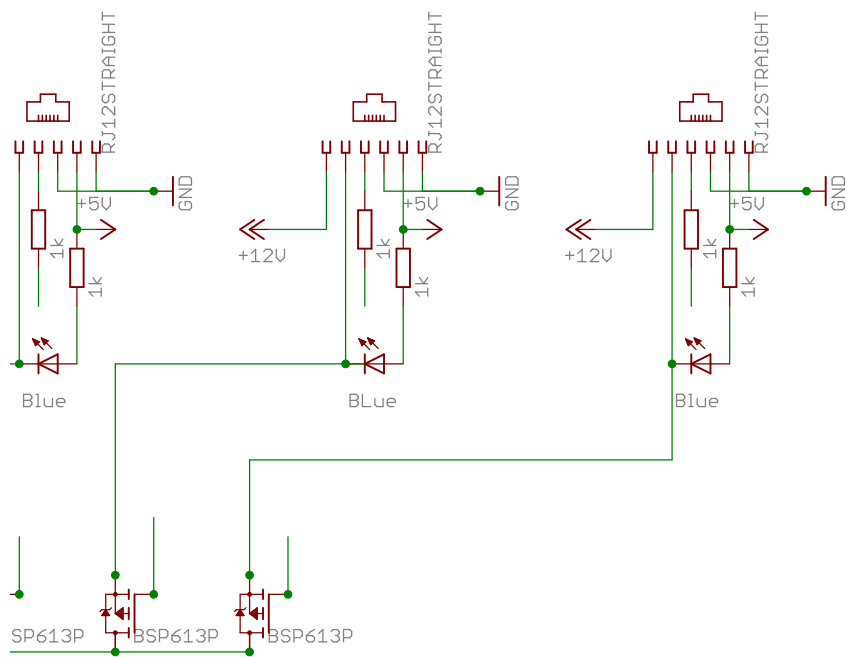 RJ12STRAIGHT
RJ12STRAIGHT
RJ12STRAIGHT
GND
GND
GND
+5V
+5V
+5V
1k
1k
1k
+12V
+12V
1k
1k
1k
Blue
BLue
Blue
SP613P
BSP613P
BSP613P